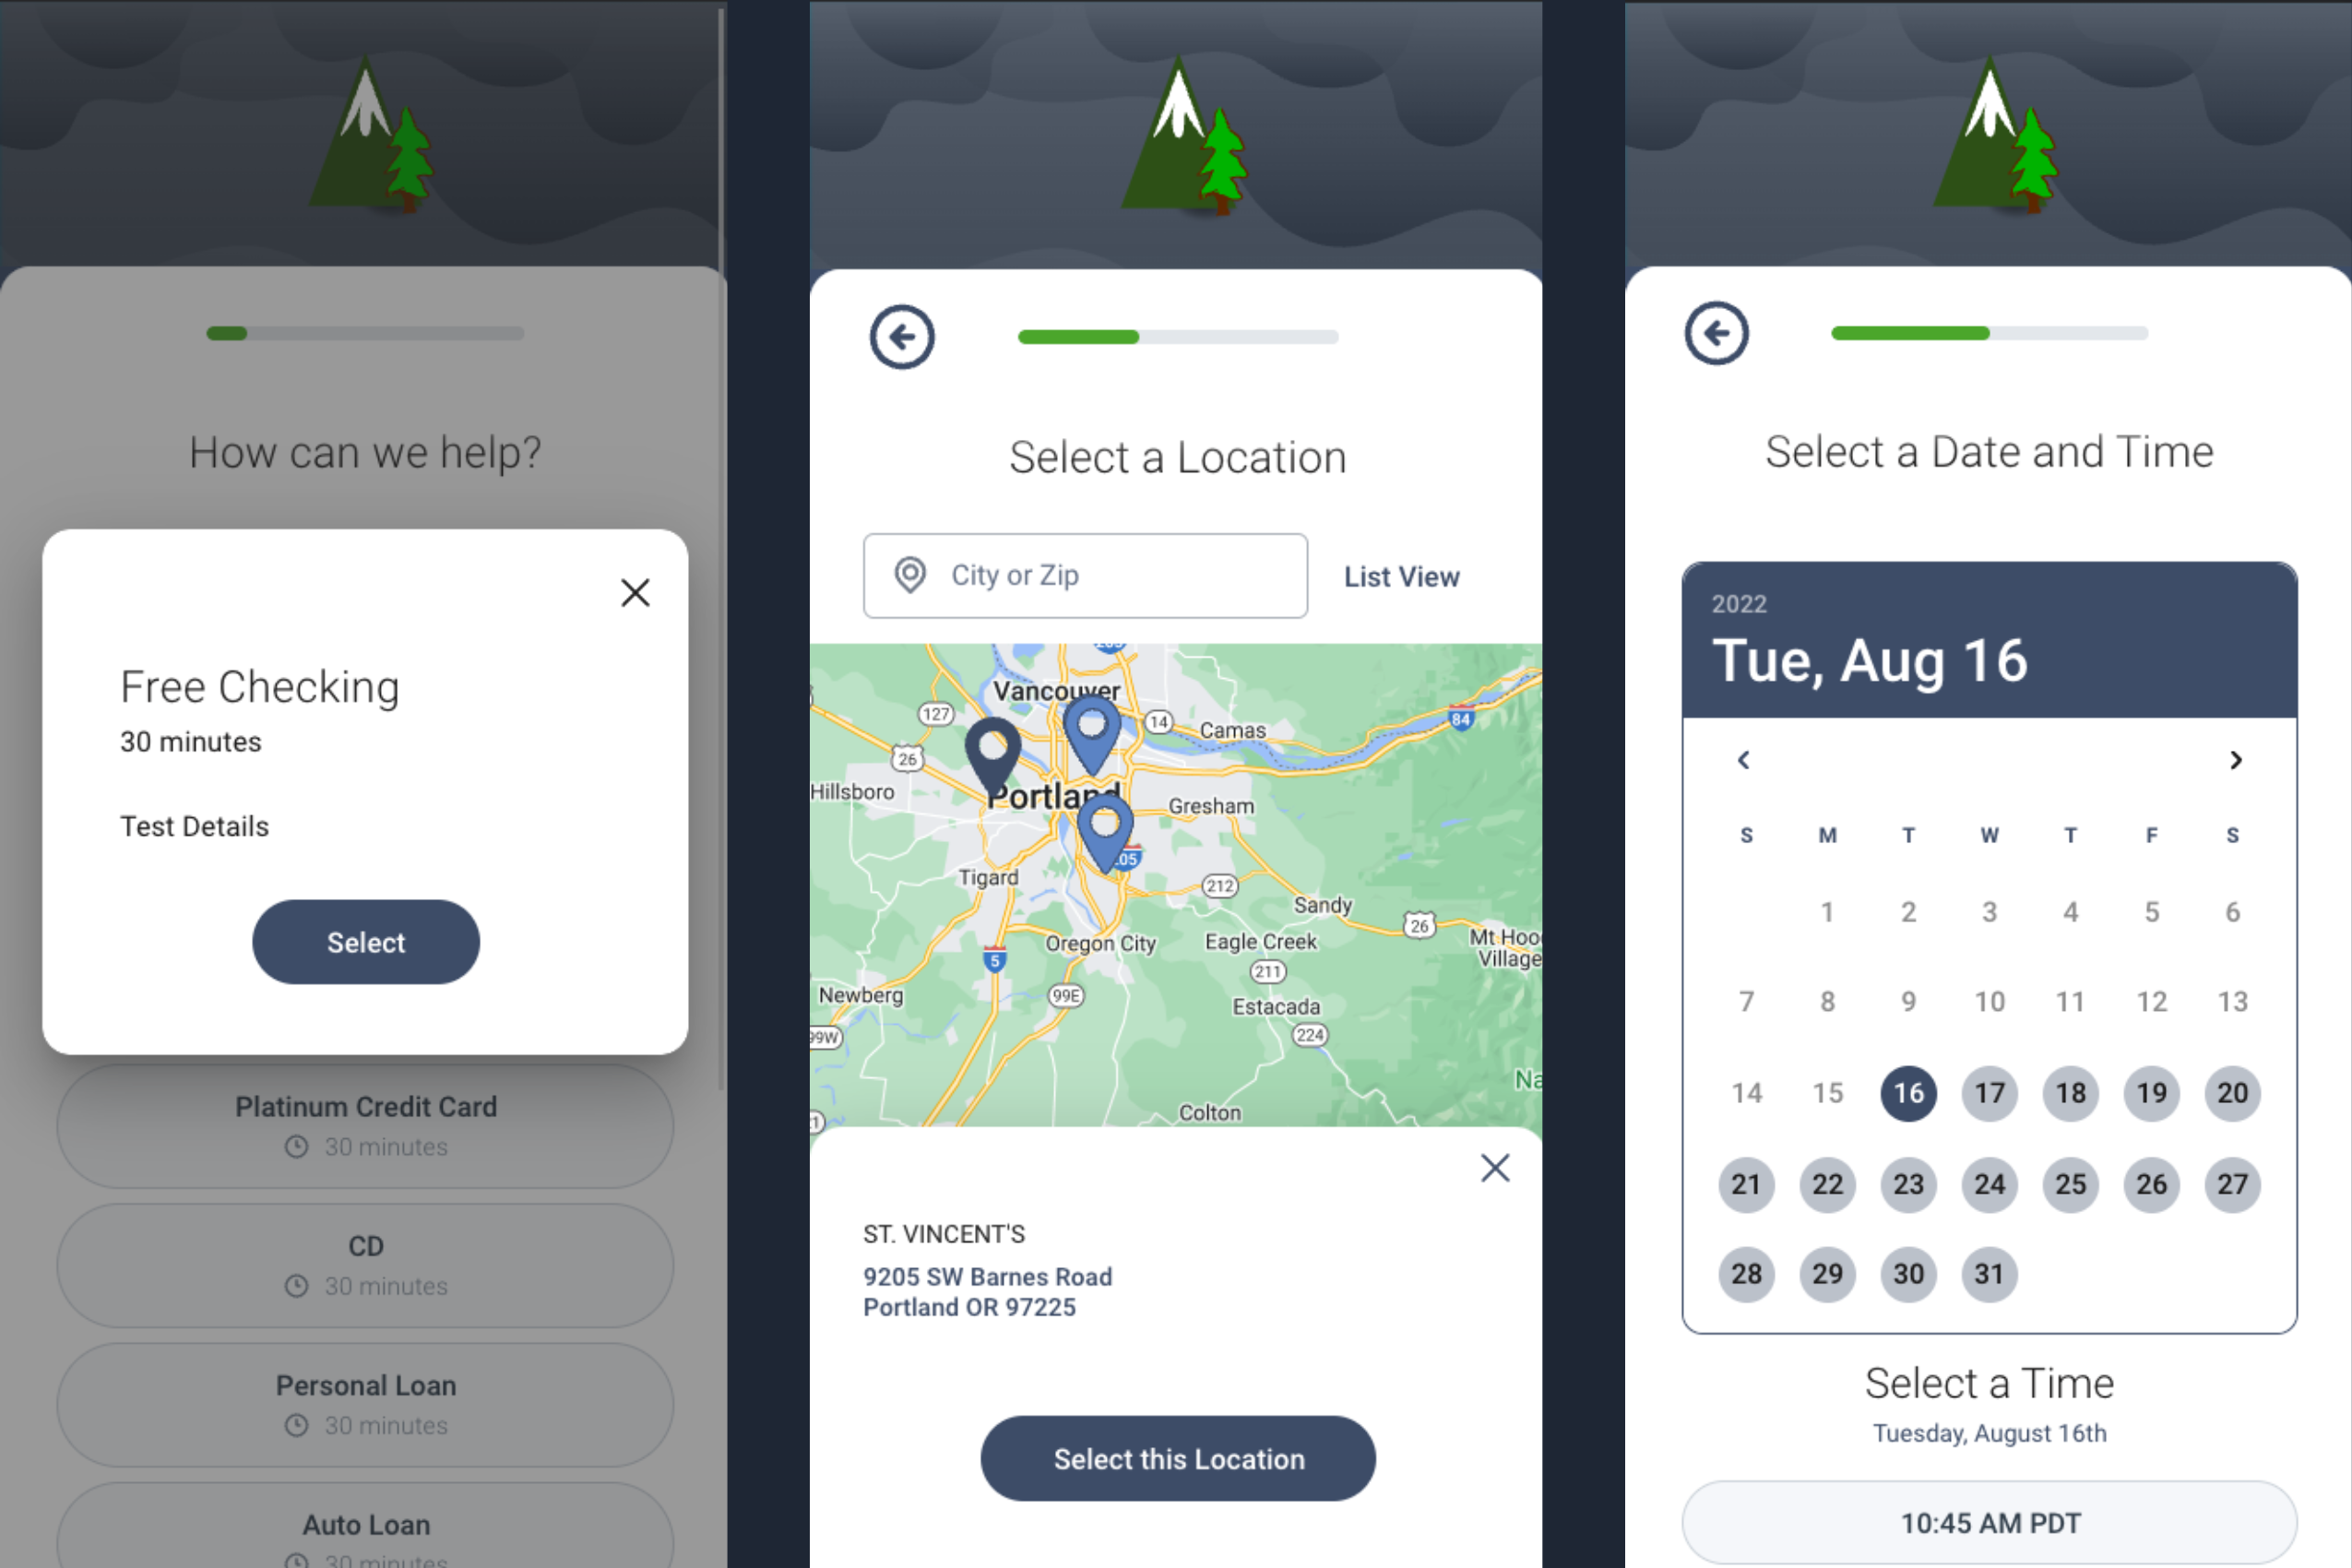 How can we help?
Free Checking
30 minutes
Test Details
Select
Platinum Credit Card
30 minutes
CD
30 minutes
Personal Loan
30 minutes
Auto Loan
30 minutes
Select a Location
City or Zip
List View
Vancouver
127
14
Camas
84
26
Hillsboro
Portland
Gresham
Tigard
212
Sandy
26
Oregon City
Eagle Creek
Mt Hoo
Village
5
211
Newberg
99E
Estacada
99W
224
Colton
ST. VINCENT'S
9205 SW Barnes Road
Portland OR 97225
Select this Location
Select a Date and Time
2022
Tue, Aug 16
S M T W T F S
1 2 3 4 5 6
7 8 9 10 11 12 13
14 15 16 17 18 19 20
21 22 23 24 25 26 27
28 29 30 31
Select a Time
Tuesday, August 16th
10:45 AM PDT